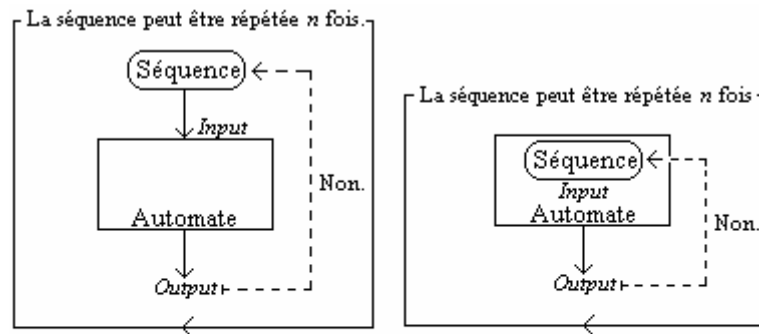 La séquence peut être répétée n fois.
Séquence
Input
Non.
Automate
Output
La séquence peut être répétée n fois
Séquence
Input
Automate
Non.
Output